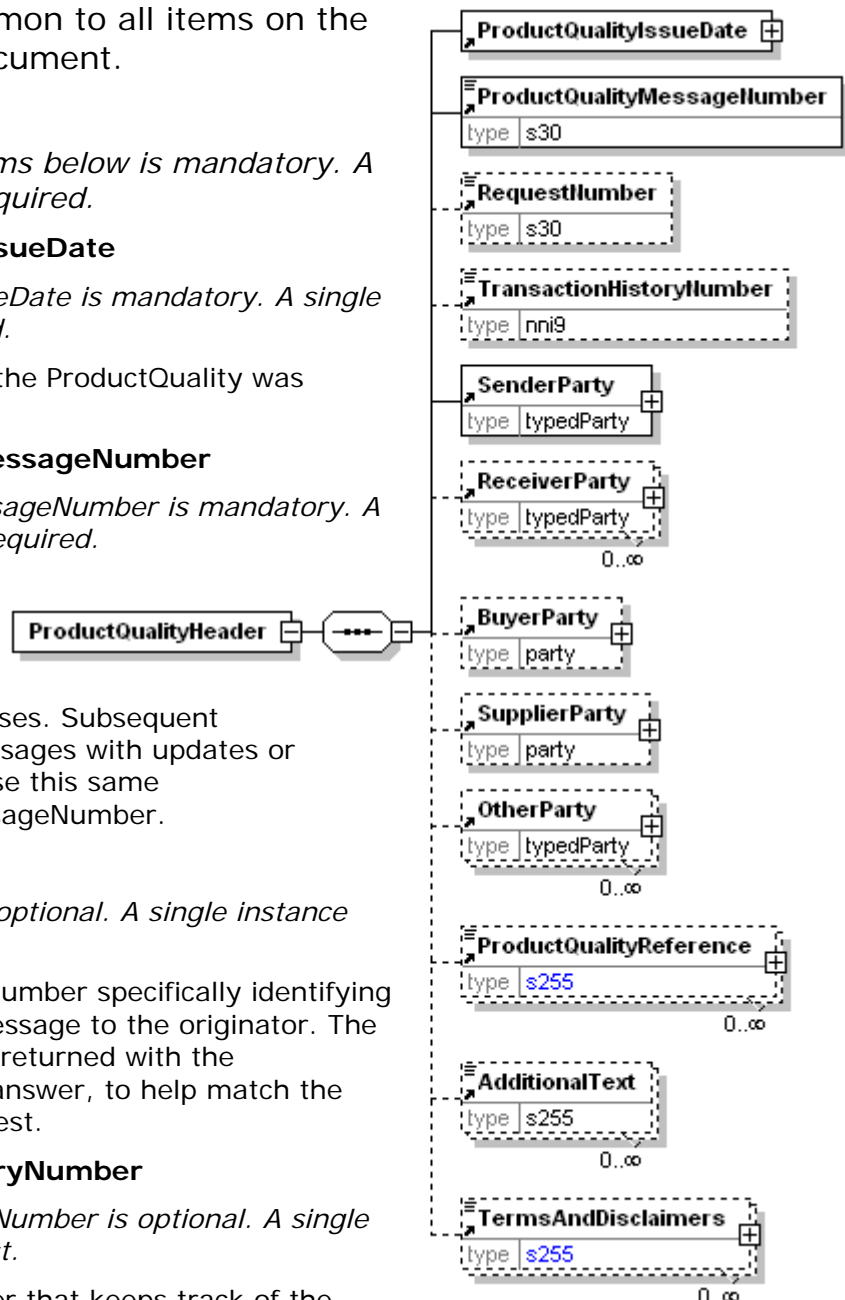 mon to all items on the
cument.
ms below is mandatory. A
quired.
ssueDate
eDate is mandatory. A single
d.
the ProductQuality was
essageNumber
sageNumber is mandatory. A
equired.
ses. Subsequent
sages with updates or
se this same
sageNumber.
optional. A single instance
umber specifically identifying
essage to the originator. The
returned with the
answer, to help match the
est.
ryNumber
Number is optional. A single
t.
er that keeps track of the
ProductQualityHeader
ProductQualityIssueDate
ProductQualityMessageNumber
type s30
RequestNumber
type s30
TransactionHistoryNumber
type nni9
SenderParty
type typedParty
ReceiverParty
type typedParty
0..∞
BuyerParty
type party
SupplierParty
type party
OtherParty
type typedParty
0..∞
ProductQualityReference
type s255
0..∞
AdditionalText
type s255
0..∞
TermsAndDisclaimers
type s255
0..∞